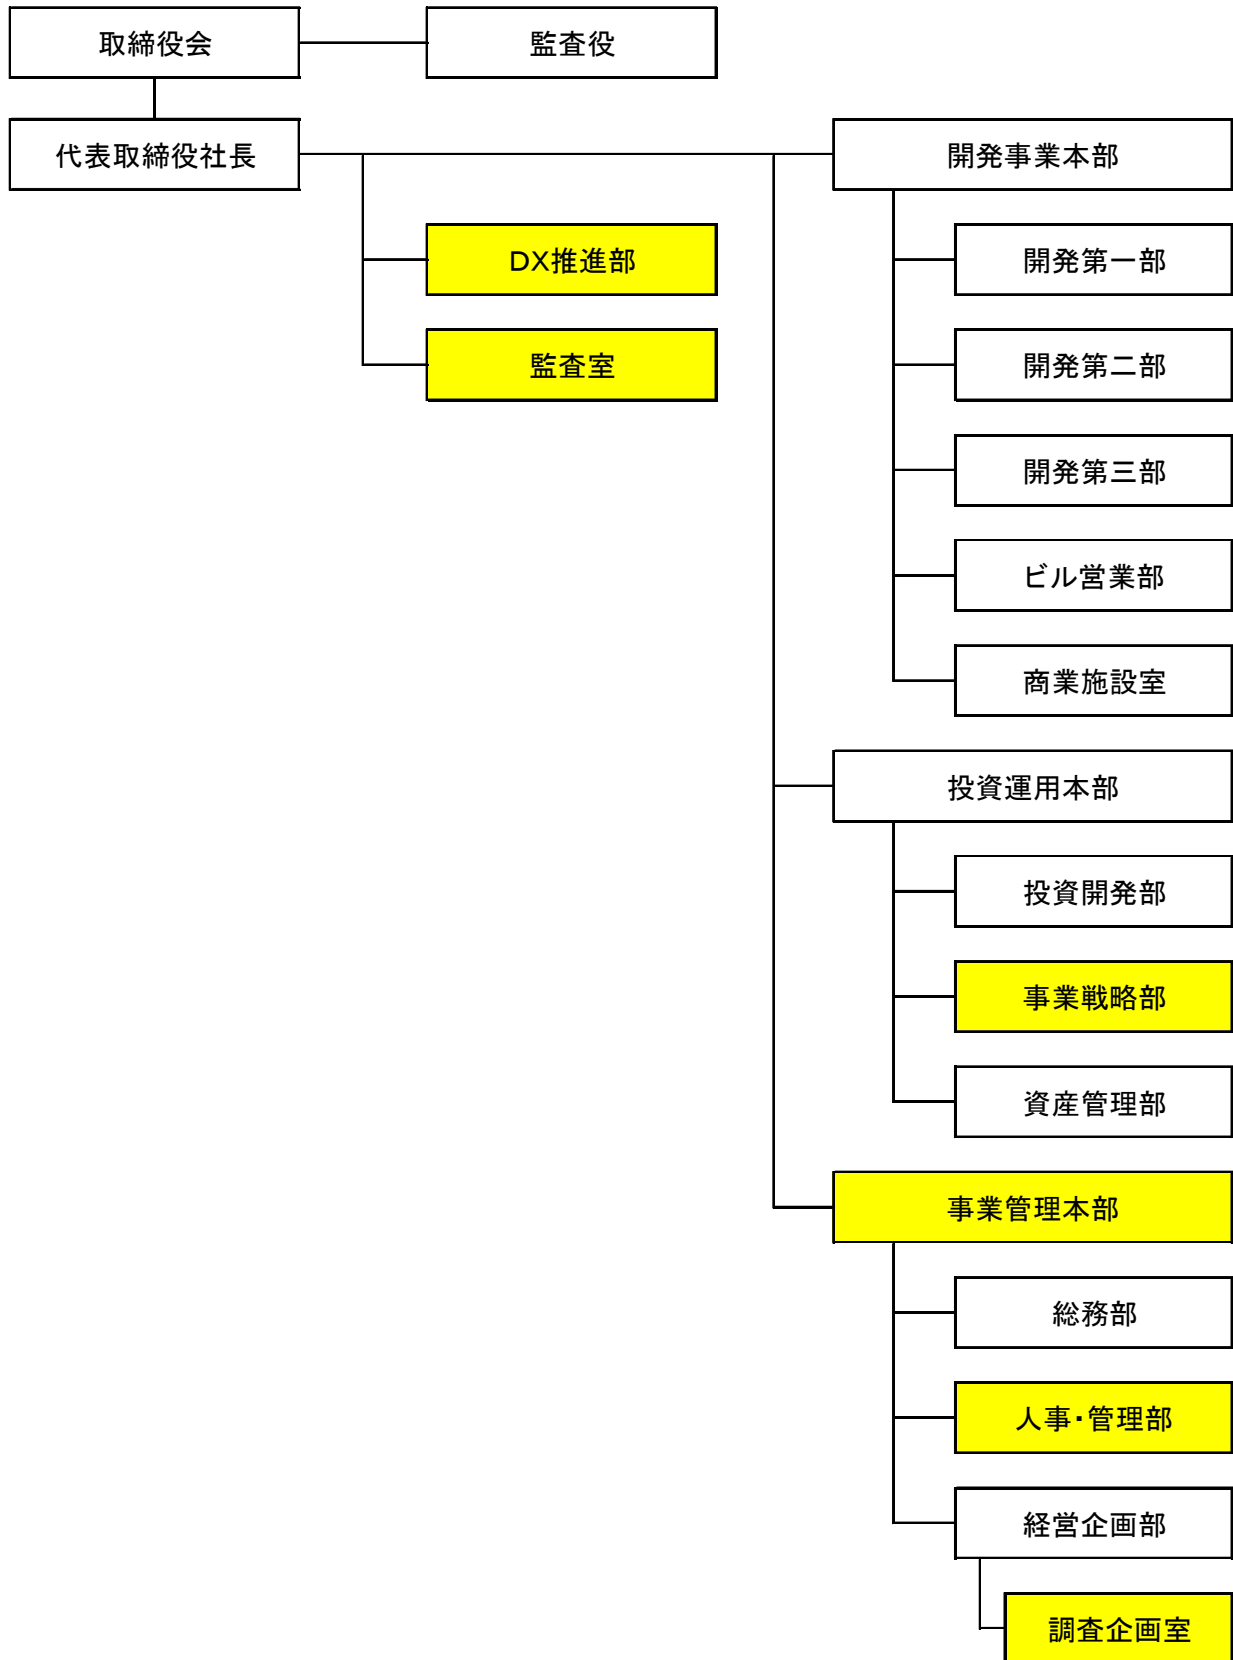 取締役会
監査役
代表取締役社長
開発事業本部
DX推進部
開発第一部
監査室
開発第二部
開発第三部
ビル営業部
商業施設室
投資運用本部
投資開発部
事業戦略部
資産管理部
事業管理本部
総務部
人事・管理部
経営企画部
調査企画室